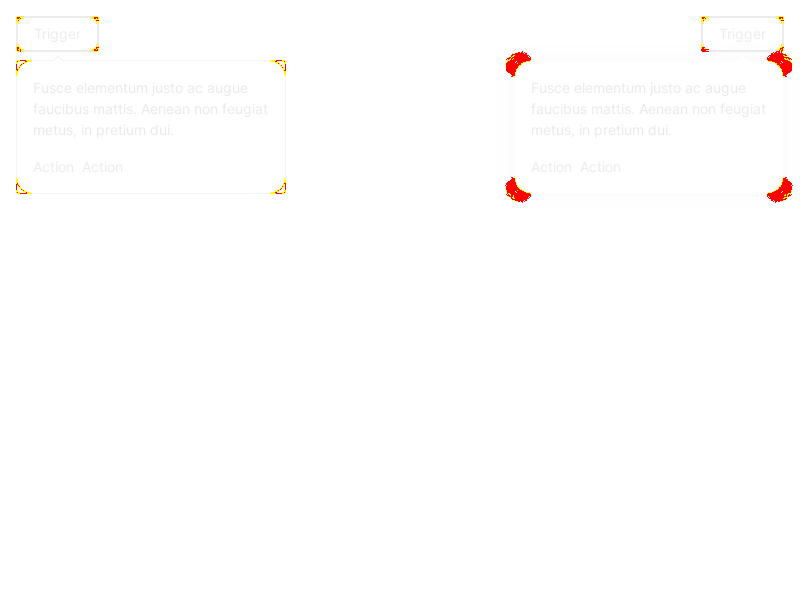 Trigger
Fusce elementum justo ac augue
faucibus mattis. Aenean non feugiat
metus, in pretium dui.
Action Action
Trigger
Fusce elementum justo ac augue
faucibus mattis. Aenean non feugiat
metus, in pretium dui.
Action Action